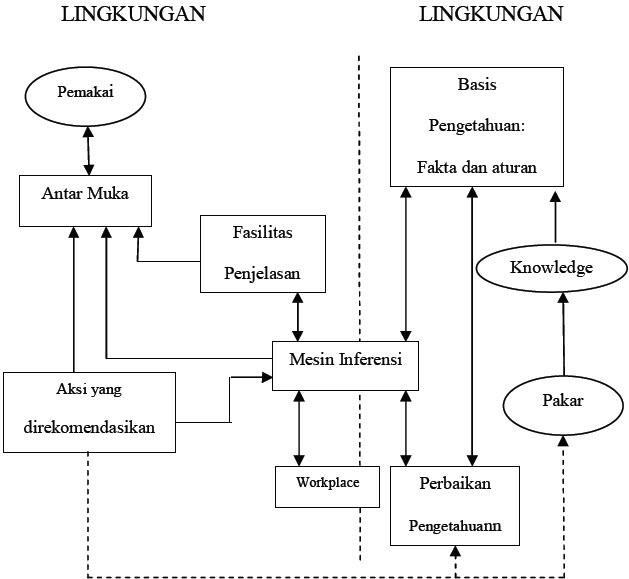 LINGKUNGAN
LINGKUNGAN
Pemakai
Basis
Pengetahuan:
Fakta dan aturan
Antar Muka
Fasilitas
Penjelasan
Knowledge
Mesin Inferensi
Aksi yang
direkomendasikan
Pakar
Workplace
Perbaikan
Pengetahuann